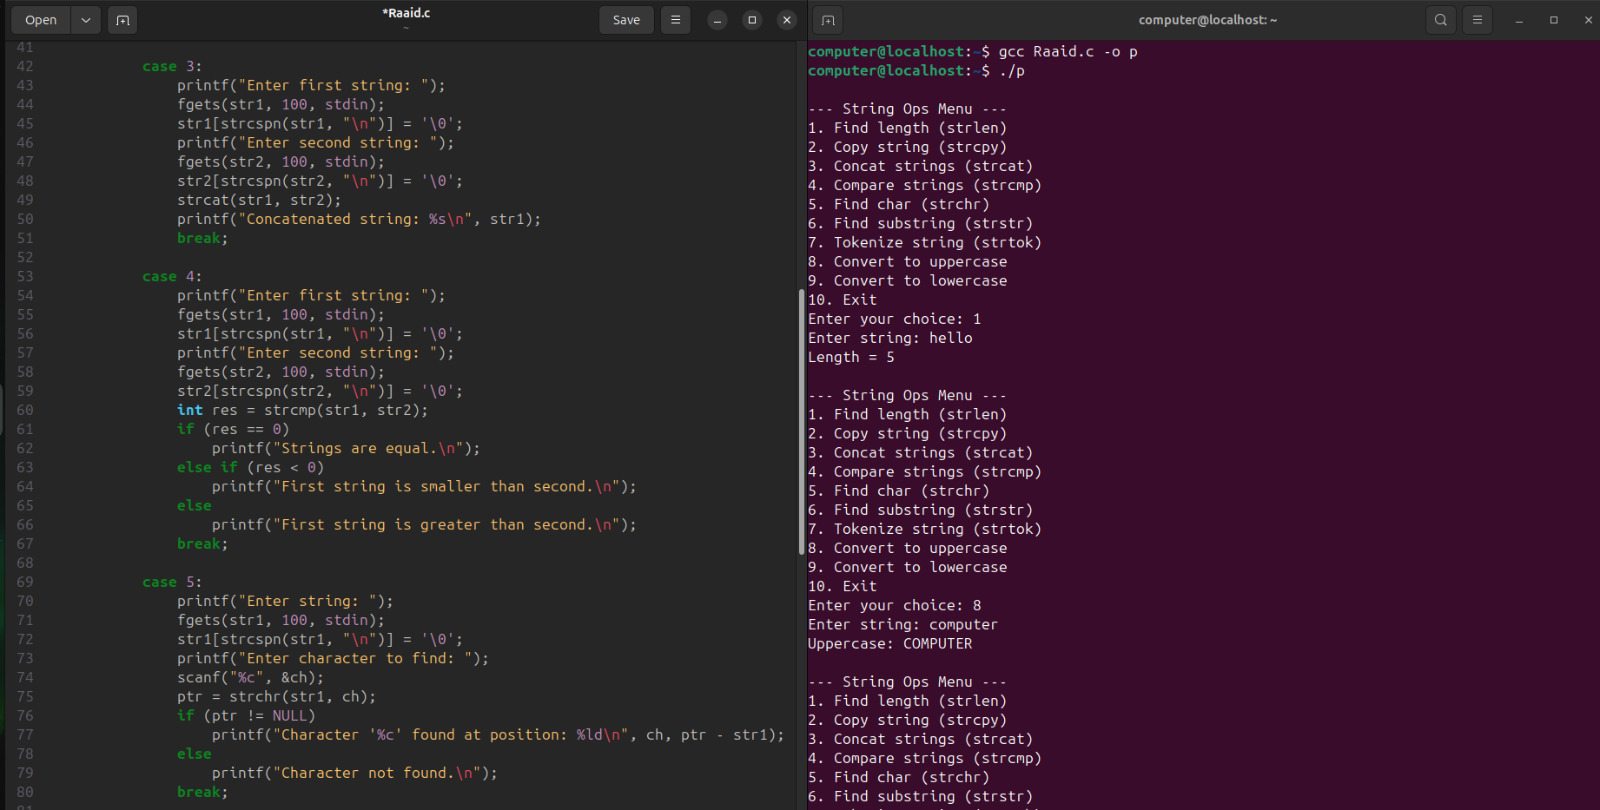 Open
*Raaid.c
~
Save
41
42 case 3:
43 printf("Enter first string: ");
44 fgets(str1, 100, stdin);
45 str1[strcspn(str1, "\n")] = '\0';
46 printf("Enter second string: ");
47 fgets(str2, 100, stdin);
48 str2[strcspn(str2, "\n")] = '\0';
49 strcat(str1, str2);
50 printf("Concatenated string: %s\n", str1);
51 break;
52
53 case 4:
54 printf("Enter first string: ");
55 fgets(str1, 100, stdin);
56 str1[strcspn(str1, "\n")] = '\0';
57 printf("Enter second string: ");
58 fgets(str2, 100, stdin);
59 str2[strcspn(str2, "\n")] = '\0';
60 int res = strcmp(str1, str2);
61 if (res == 0)
62 printf("Strings are equal.\n");
63 else if (res < 0)
64 printf("First string is smaller than second.\n");
65 else
66 printf("First string is greater than second.\n");
67 break;
68
69 case 5:
70 printf("Enter string: ");
71 fgets(str1, 100, stdin);
72 str1[strcspn(str1, "\n")] = '\0';
73 printf("Enter character to find: ");
74 scanf("%c", &ch);
75 ptr = strchr(str1, ch);
76 if (ptr != NULL)
77 printf("Character '%c' found at position: %ld\n", ch, ptr - str1);
78 else
79 printf("Character not found.\n");
80 break;
81
computer@localhost: ~
computer@localhost:~$ gcc Raaid.c -o p
computer@localhost:~$ ./p
--- String Ops Menu ---
1. Find length (strlen)
2. Copy string (strcpy)
3. Concat strings (strcat)
4. Compare strings (strcmp)
5. Find char (strchr)
6. Find substring (strstr)
7. Tokenize string (strtok)
8. Convert to uppercase
9. Convert to lowercase
10. Exit
Enter your choice: 1
Enter string: hello
Length = 5
--- String Ops Menu ---
1. Find length (strlen)
2. Copy string (strcpy)
3. Concat strings (strcat)
4. Compare strings (strcmp)
5. Find char (strchr)
6. Find substring (strstr)
7. Tokenize string (strtok)
8. Convert to uppercase
9. Convert to lowercase
10. Exit
Enter your choice: 8
Enter string: computer
Uppercase: COMPUTER
--- String Ops Menu ---
1. Find length (strlen)
2. Copy string (strcpy)
3. Concat strings (strcat)
4. Compare strings (strcmp)
5. Find char (strchr)
6. Find substring (strstr)